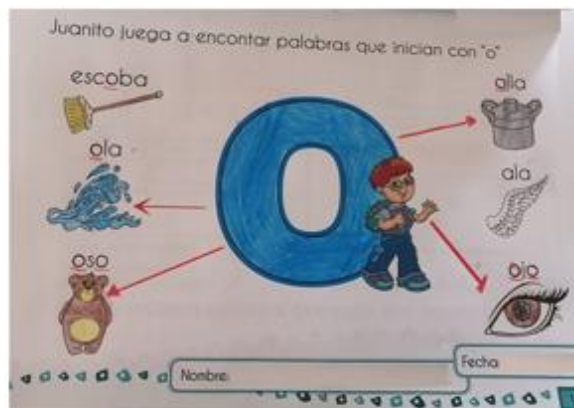 Juanito juega a encontar palabras que inician con "o"
escoba
ola
oso
O
olla
ala
ojo
Nombre:
Fecha: